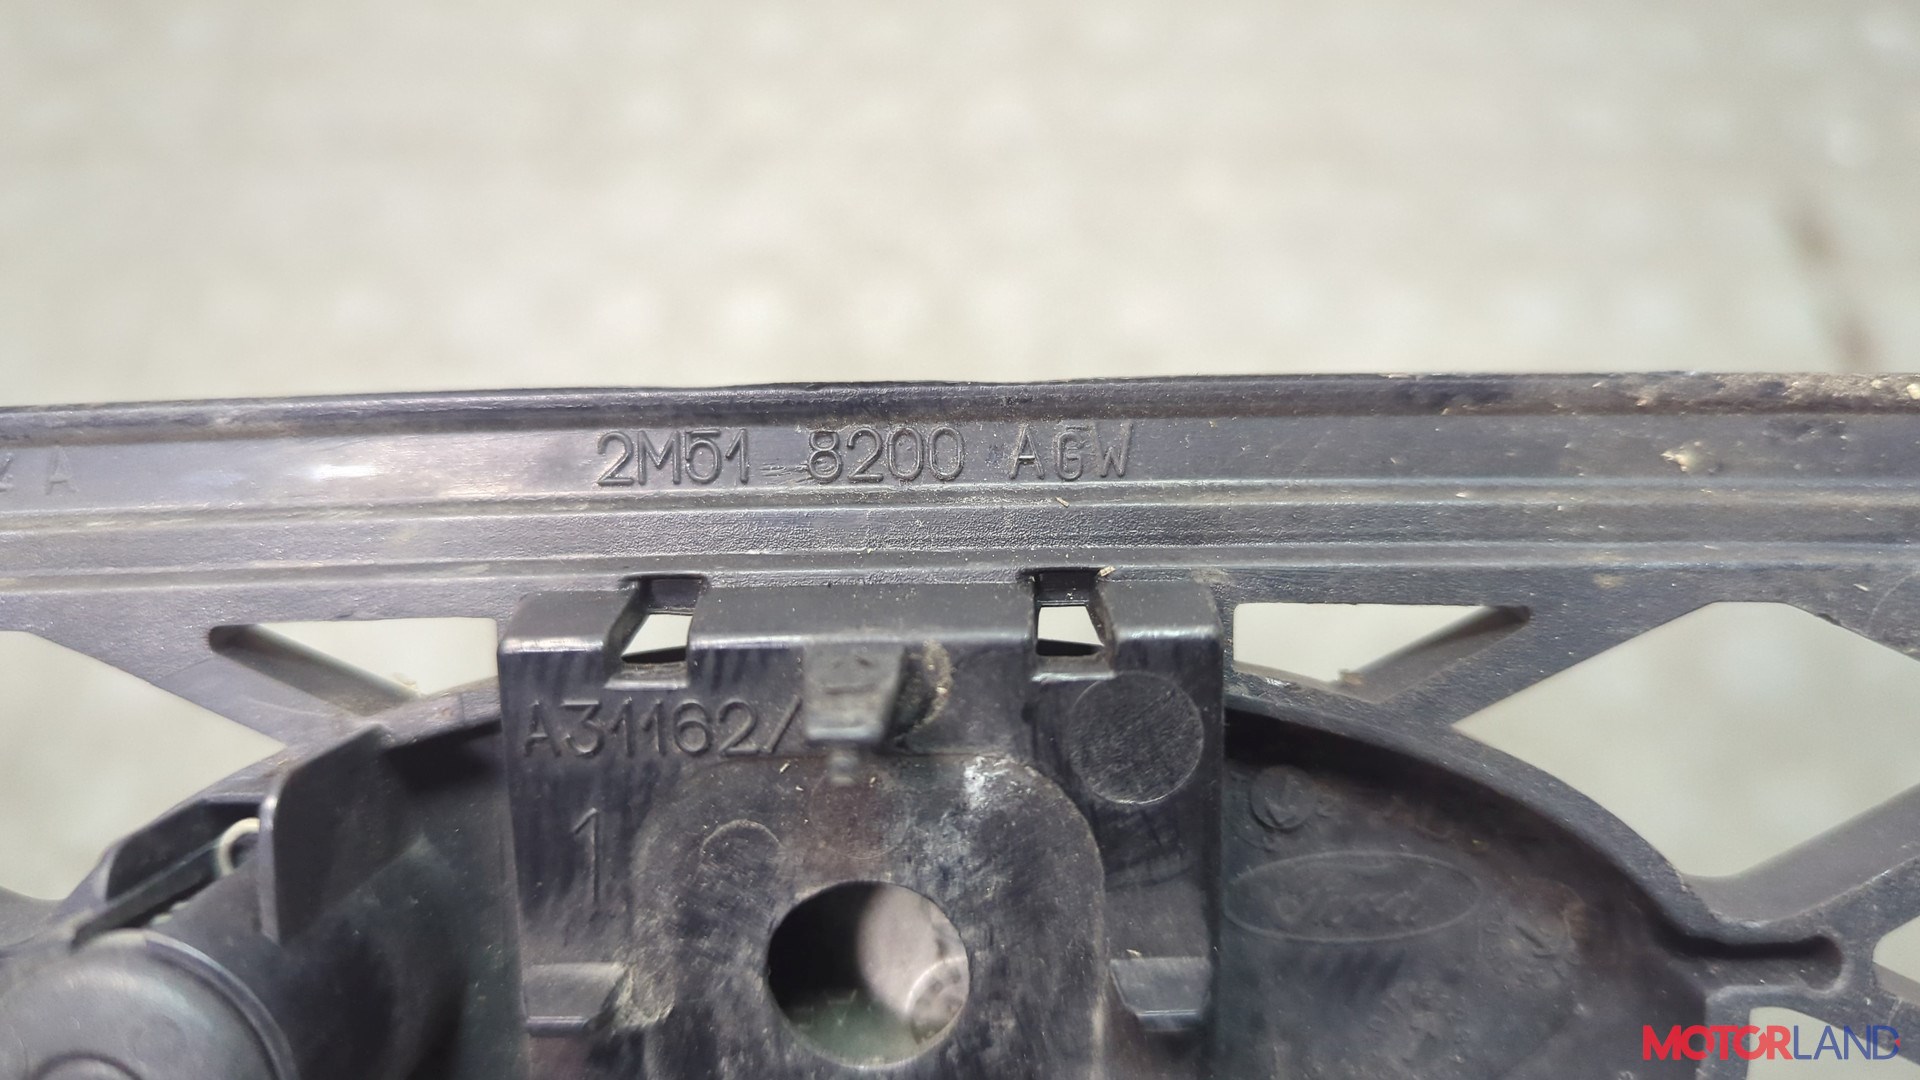 A
2M51 8200 AGW
A31162/
1
Ford
MOTORLAND